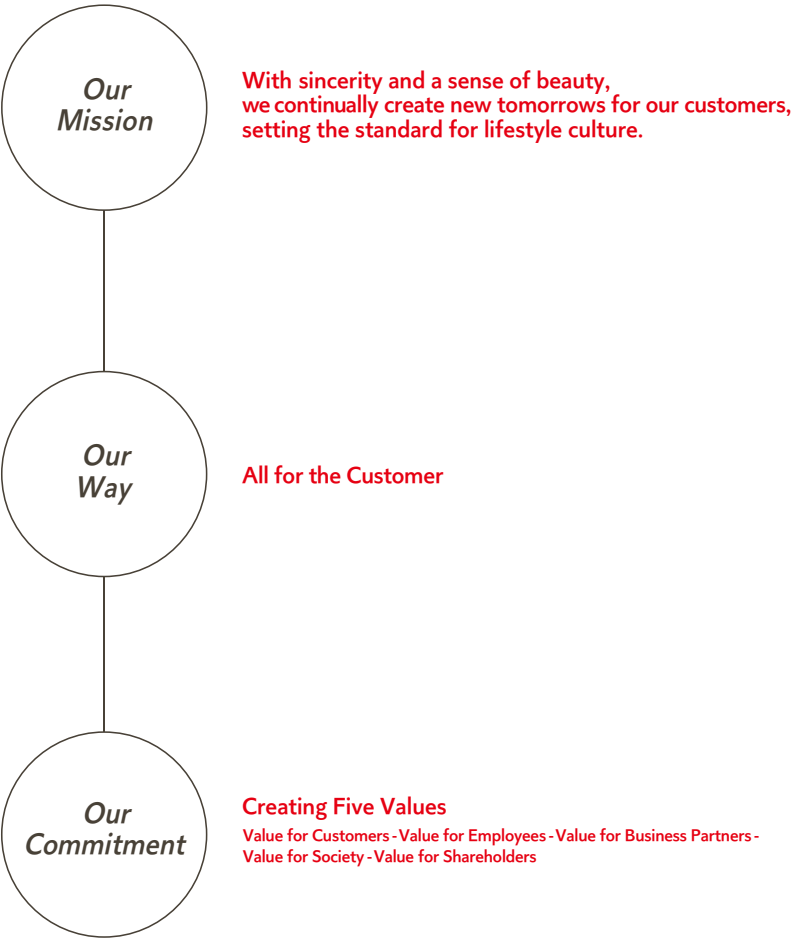 Our
Mission
With sincerity and a sense of beauty,
we continually create new tomorrows for our customers,
setting the standard for lifestyle culture.
Our
Way
All for the Customer
Our
Commitment
Creating Five Values
Value for Customers - Value for Employees - Value for Business Partners -
Value for Society - Value for Shareholders